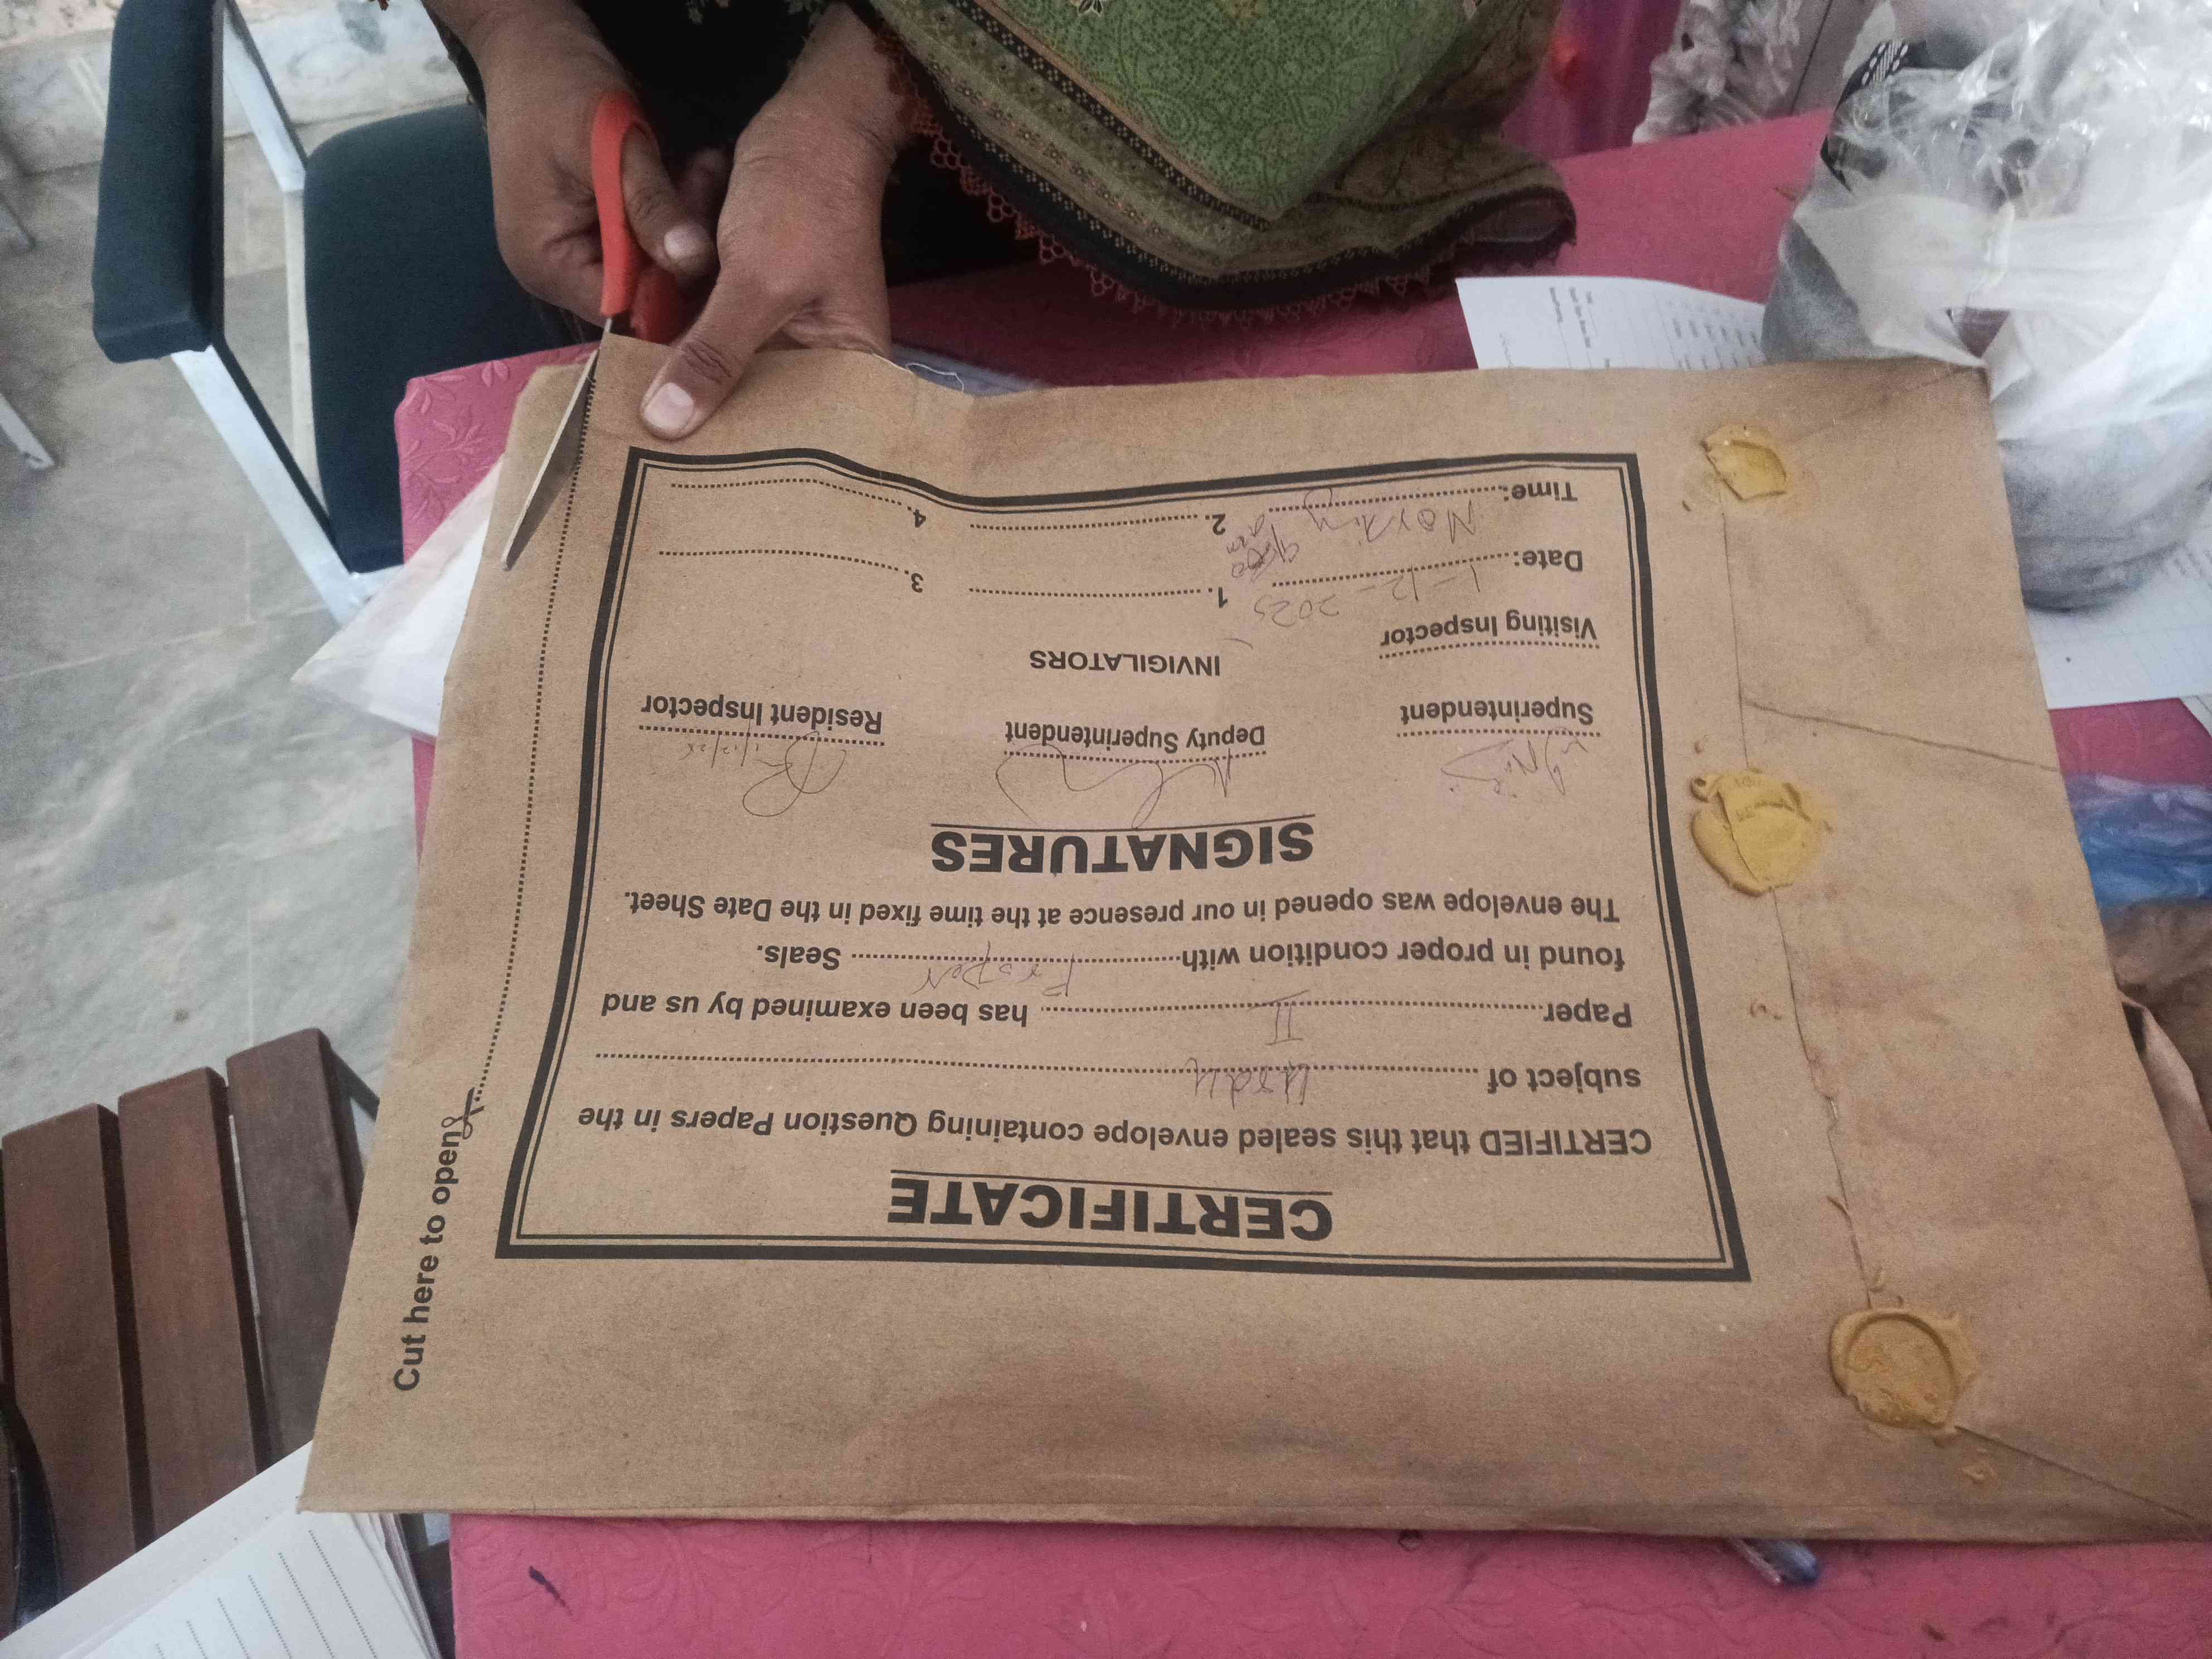 CERTIFICATE
CERTIFIED that this sealed envelope containing Question Papers in the
subject of Urdu
Paper II has been examined by us and
found in proper condition with Proper Seals.
The envelope was opened in our presence at the time fixed in the Date Sheet.
SIGNATURES
Superintendent Deputy Superintendent Resident Inspector
Visiting Inspector INVIGILATORS
Date: 1-12-2025 1. 3.
Time: Morning 2. 4.
Cut here to open